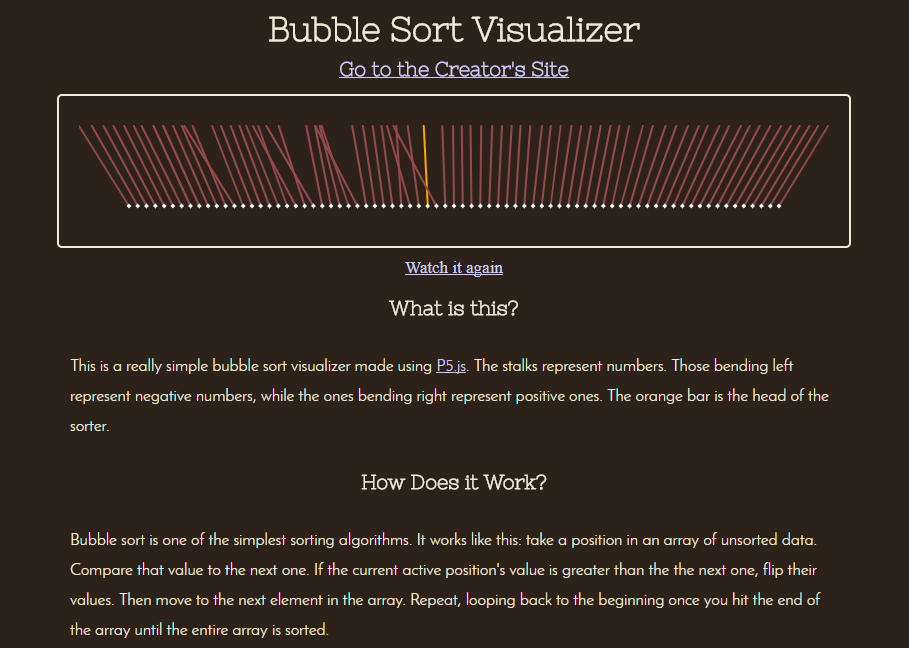 Bubble Sort Visualizer
Go to the Creator's Site
Watch it again
What is this?
This is a really simple bubble sort visualizer made using P5.js. The stalks represent numbers. Those bending left
represent negative numbers, while the ones bending right represent positive ones. The orange bar is the head of the
sorter.
How Does it Work?
Bubble sort is one of the simplest sorting algorithms. It works like this: take a position in an array of unsorted data.
Compare that value to the next one. If the current active position's value is greater than the the next one, flip their
values. Then move to the next element in the array. Repeat, looping back to the beginning once you hit the end of
the array until the entire array is sorted.